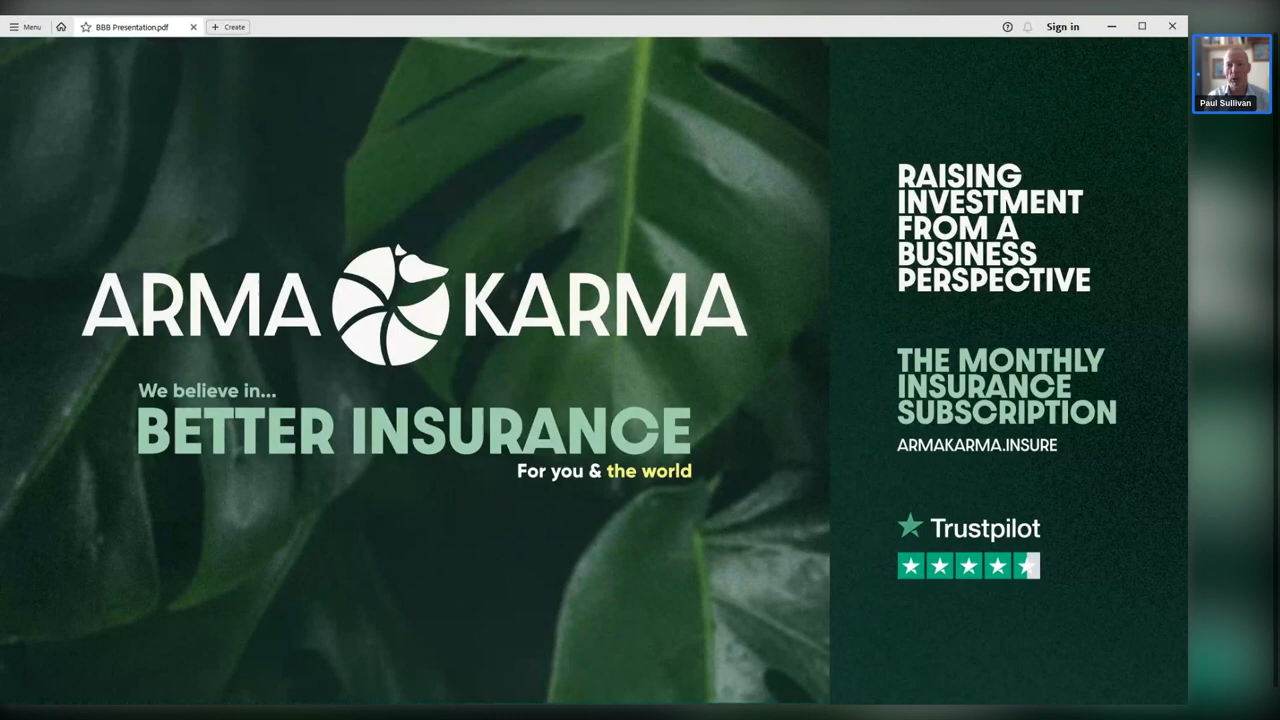 Menu
BBB Presentation.pdf
Create
Sign in
Paul Sullivan
ARMA KARMA
We believe in...
BETTER INSURANCE
For you & the world
RAISING
INVESTMENT
FROM A
BUSINESS
PERSPECTIVE
THE MONTHLY
INSURANCE
SUBSCRIPTION
ARMAKARMA.INSURE
Trustpilot